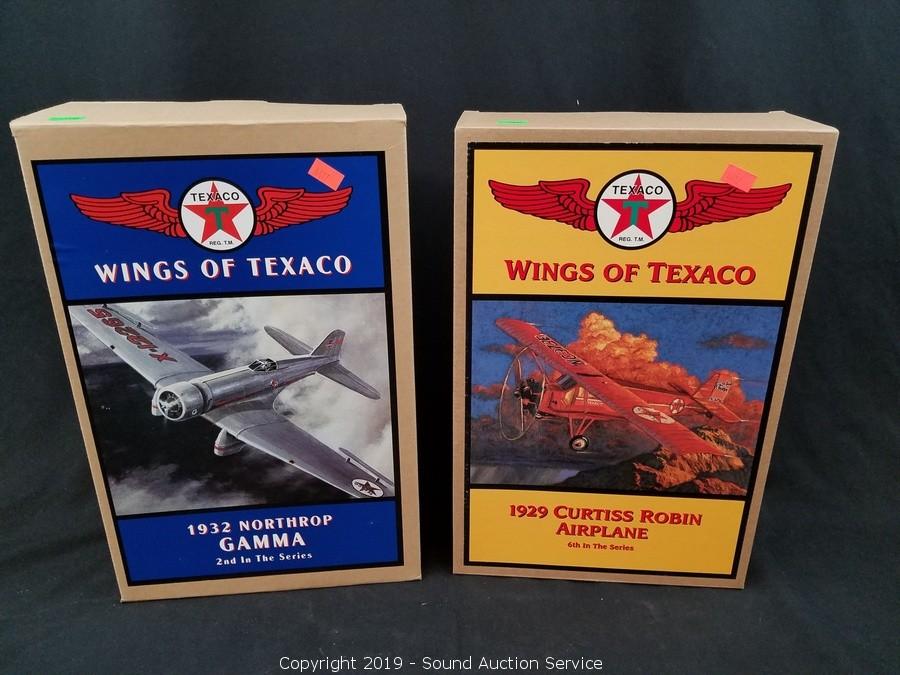 TEXACO
T
REG. T.M.
WINGS OF TEXACO
X-12265
1932 NORTHROP
GAMMA
2nd In The Series
TEXACO
T
REG. T.M.
WINGS OF TEXACO
1929 CURTISS ROBIN
AIRPLANE
6th In The Series
Copyright 2019 - Sound Auction Service